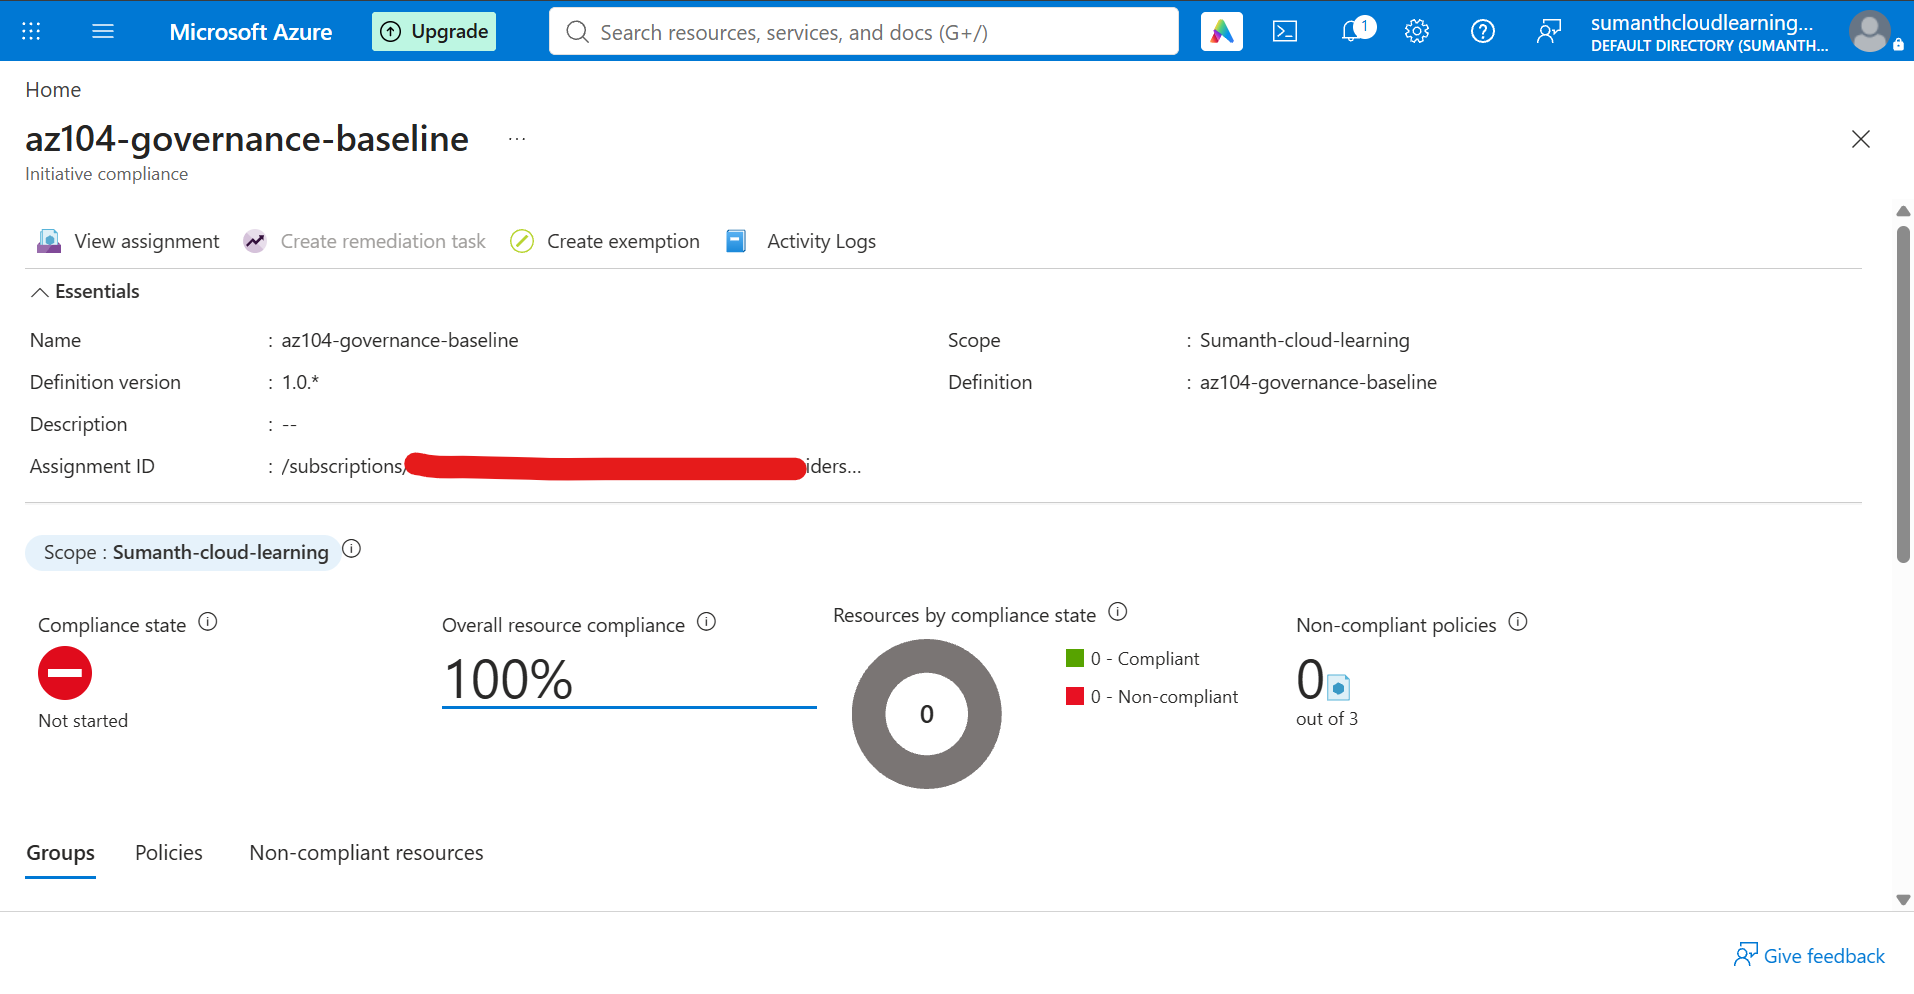 Microsoft Azure
Upgrade
Search resources, services, and docs (G+/)
1
sumanthcloudlearning...
DEFAULT DIRECTORY (SUMANTH...
Home
az104-governance-baseline ...
Initiative compliance
View assignment
Create remediation task
Create exemption
Activity Logs
Essentials
Name : az104-governance-baseline
Scope : Sumanth-cloud-learning
Definition version : 1.0.*
Definition : az104-governance-baseline
Description : --
Assignment ID : /subscriptions/ iders...
Scope : Sumanth-cloud-learning
Compliance state
Not started
Overall resource compliance
100%
Resources by compliance state
0
0 - Compliant
0 - Non-compliant
Non-compliant policies
0
out of 3
Groups
Policies
Non-compliant resources
Give feedback